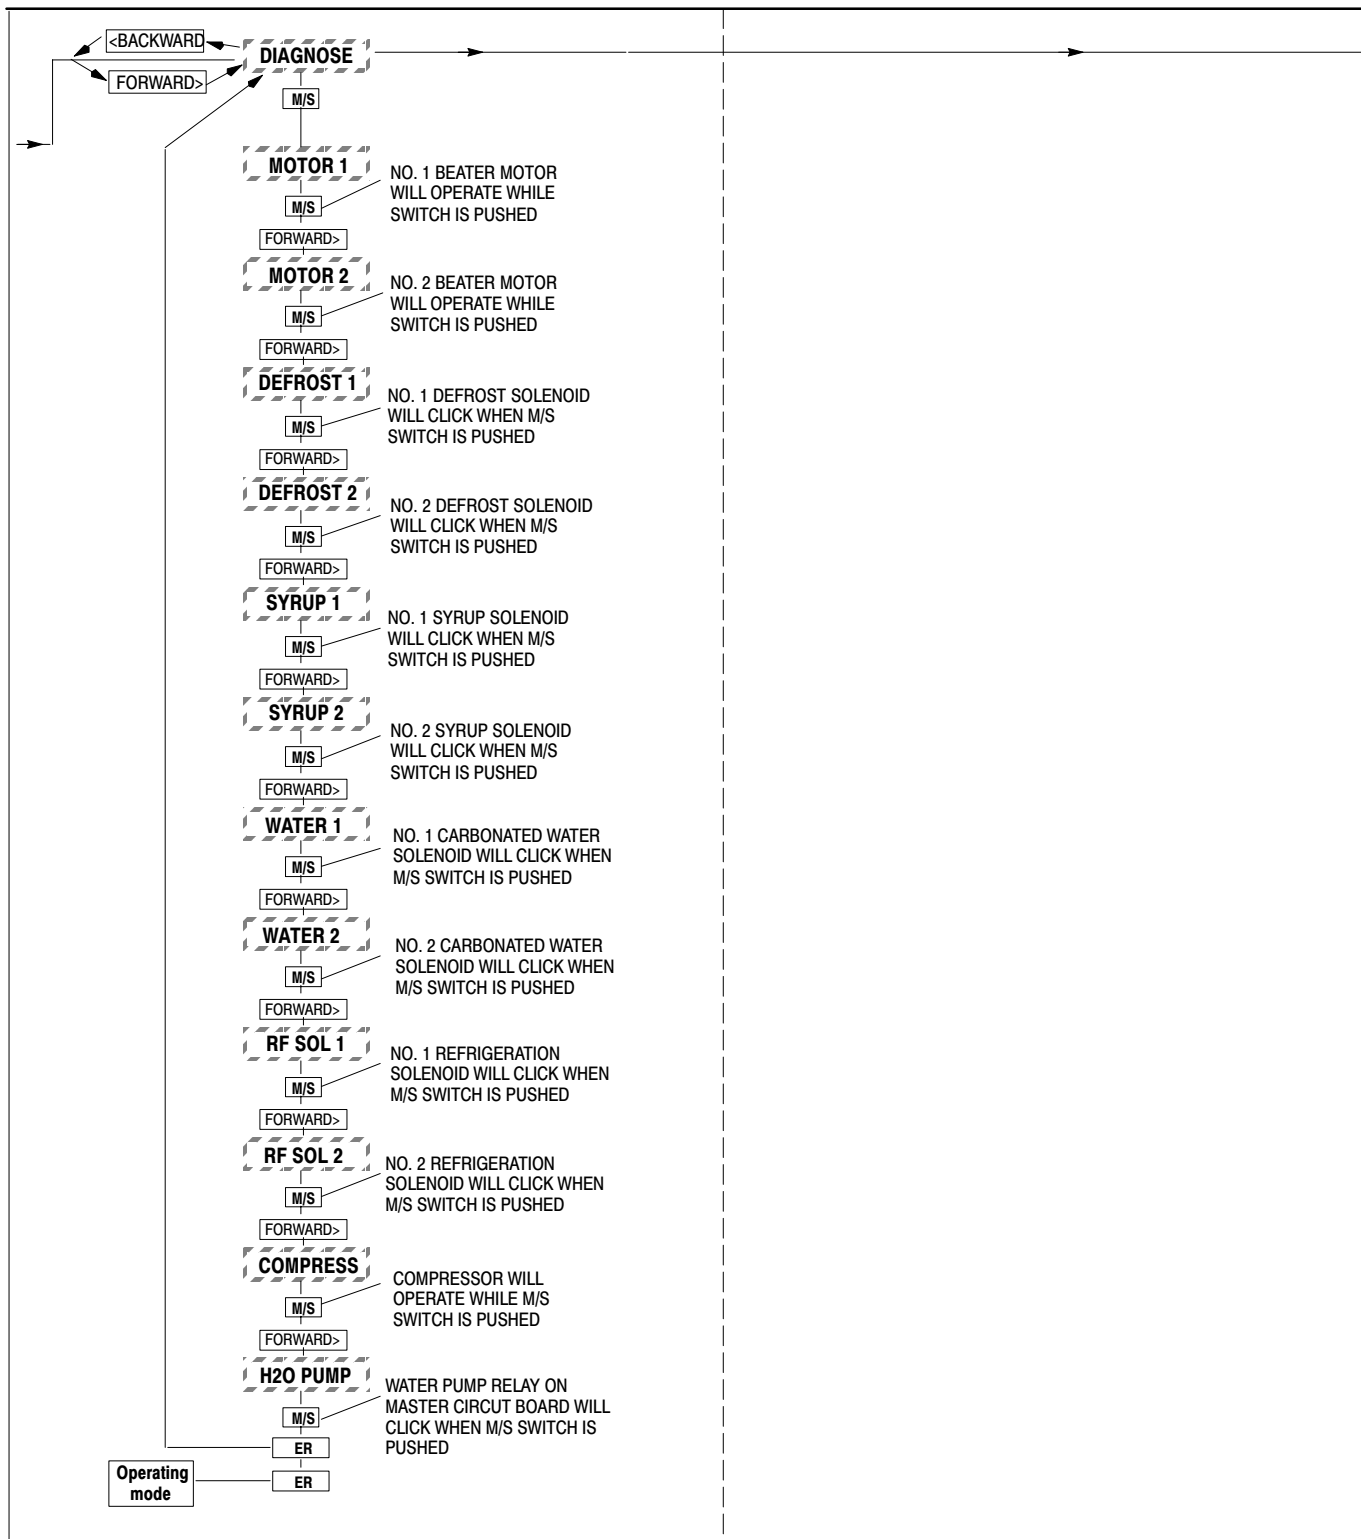 <BACKWARD
DIAGNOSE
FORWARD>
M/S
MOTOR 1
NO. 1 BEATER MOTOR
WILL OPERATE WHILE
SWITCH IS PUSHED
M/S
FORWARD>
MOTOR 2
NO. 2 BEATER MOTOR
WILL OPERATE WHILE
SWITCH IS PUSHED
M/S
FORWARD>
DEFROST 1
NO. 1 DEFROST SOLENOID
WILL CLICK WHEN M/S
SWITCH IS PUSHED
M/S
FORWARD>
DEFROST 2
NO. 2 DEFROST SOLENOID
WILL CLICK WHEN M/S
SWITCH IS PUSHED
M/S
FORWARD>
SYRUP 1
NO. 1 SYRUP SOLENOID
WILL CLICK WHEN M/S
SWITCH IS PUSHED
M/S
FORWARD>
SYRUP 2
NO. 2 SYRUP SOLENOID
WILL CLICK WHEN M/S
SWITCH IS PUSHED
M/S
FORWARD>
WATER 1
NO. 1 CARBONATED WATER
SOLENOID WILL CLICK WHEN
M/S SWITCH IS PUSHED
M/S
FORWARD>
WATER 2
NO. 2 CARBONATED WATER
SOLENOID WILL CLICK WHEN
M/S SWITCH IS PUSHED
M/S
FORWARD>
RF SOL 1
NO. 1 REFRIGERATION
SOLENOID WILL CLICK WHEN
M/S SWITCH IS PUSHED
M/S
FORWARD>
RF SOL 2
NO. 2 REFRIGERATION
SOLENOID WILL CLICK WHEN
M/S SWITCH IS PUSHED
M/S
FORWARD>
COMPRESS
COMPRESSOR WILL
OPERATE WHILE M/S
SWITCH IS PUSHED
M/S
FORWARD>
H2O PUMP
WATER PUMP RELAY ON
MASTER CIRCUT BOARD WILL
CLICK WHEN M/S SWITCH IS
PUSHED
M/S
ER
Operating
mode
ER